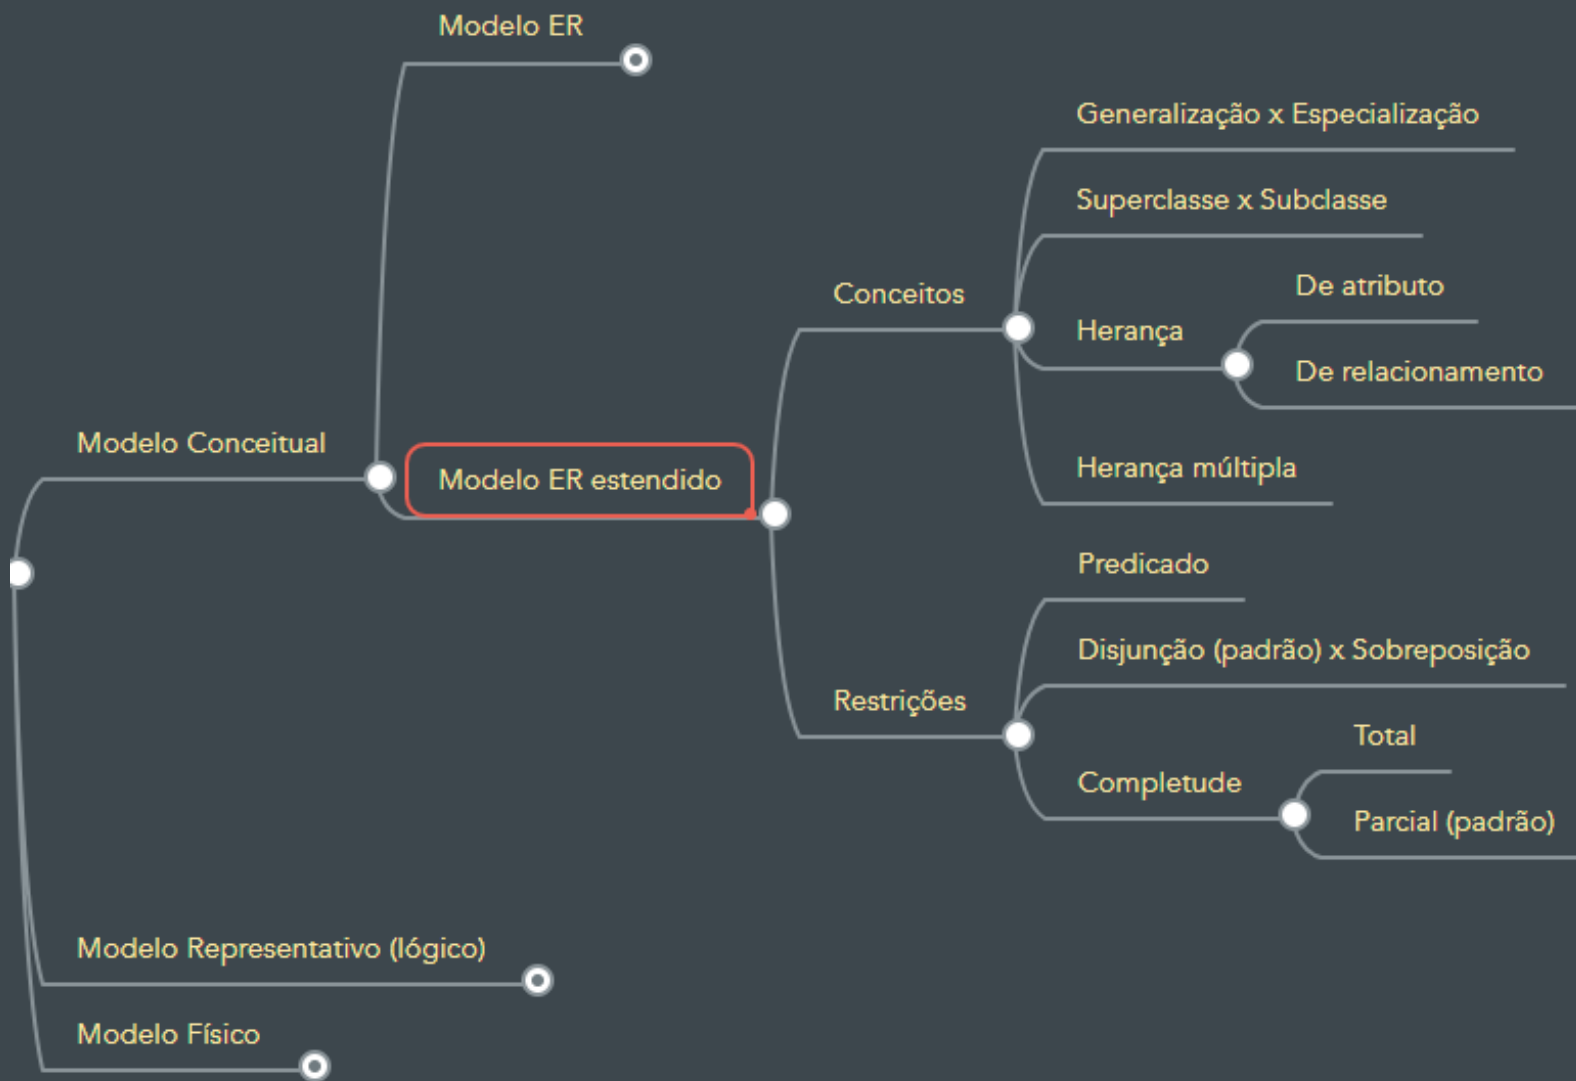 Modelo ER
Generalização x Especialização
Superclasse x Subclasse
Conceitos
De atributo
Herança
De relacionamento
Modelo Conceitual
Modelo ER estendido
Herança múltipla
Predicado
Disjunção (padrão) x Sobreposição
Restrições
Total
Completude
Parcial (padrão)
Modelo Representativo (lógico)
Modelo Físico